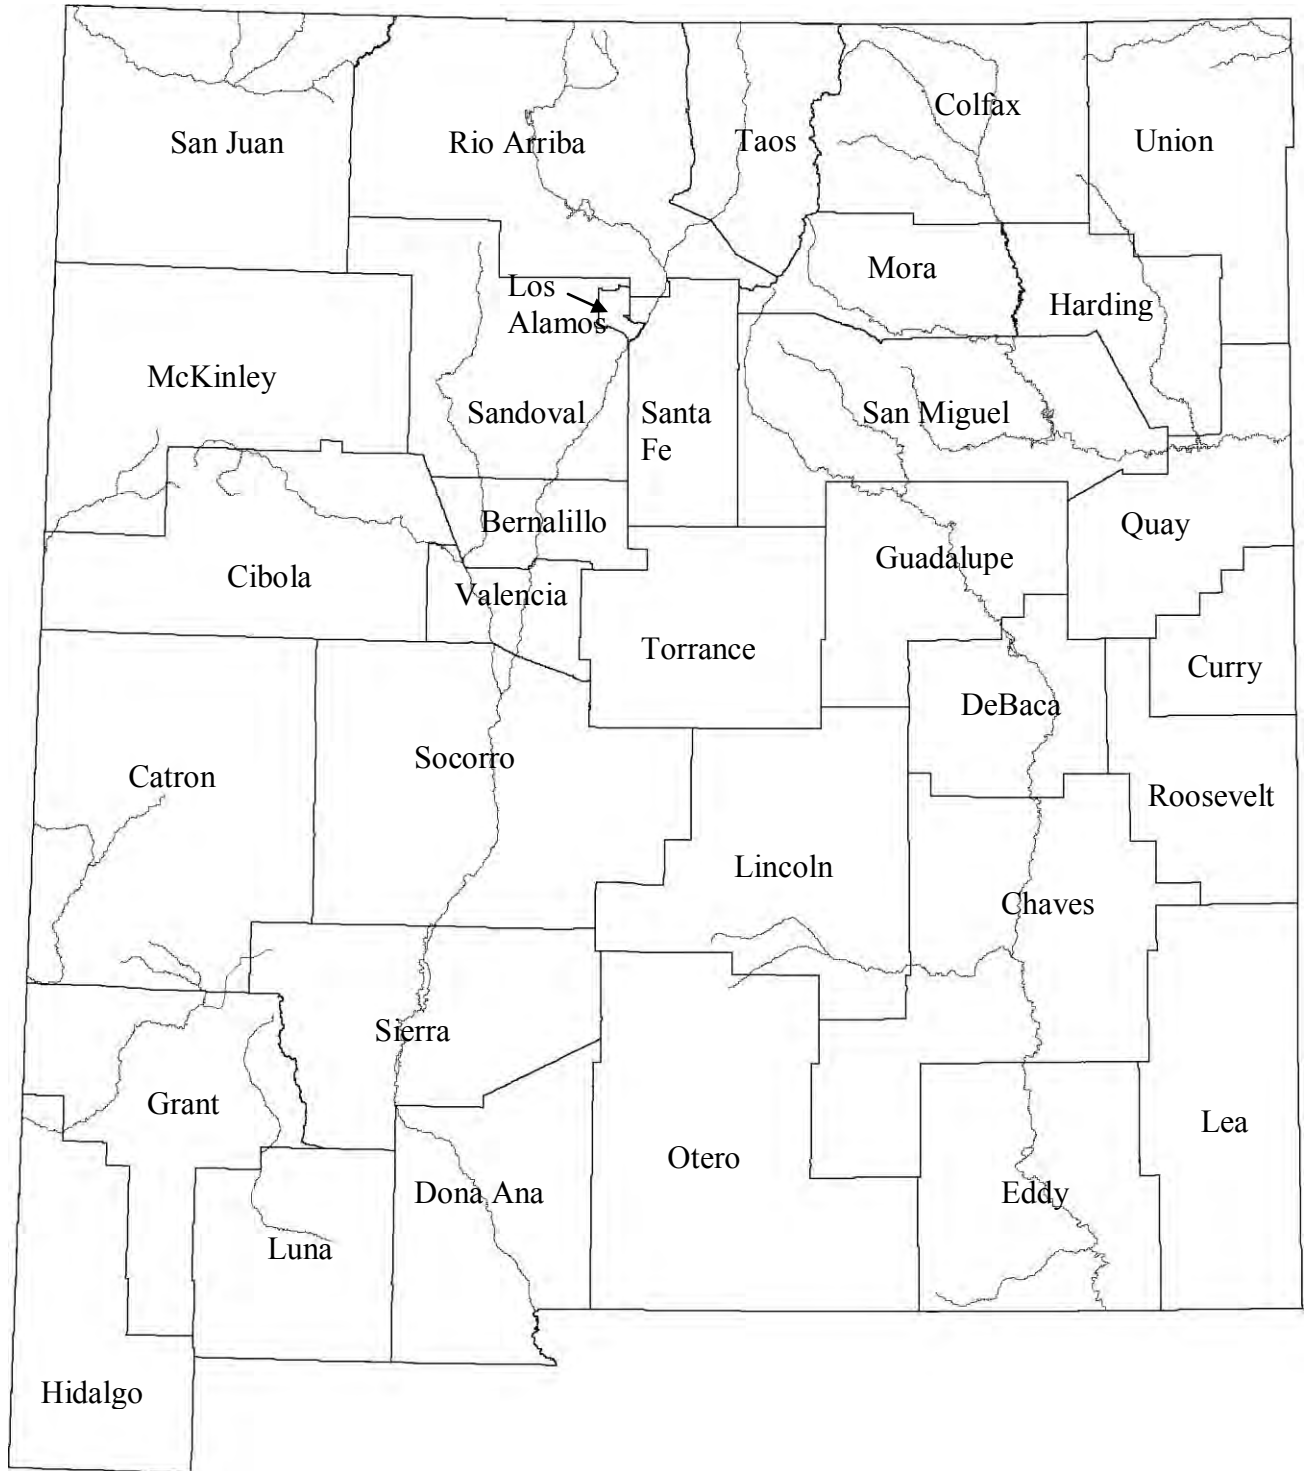 Colfax
San Juan
Rio Arriba
Taos
Union
Mora
Los
Alamos
Harding
McKinley
Sandoval
Santa
Fe
San Miguel
Bernalillo
Quay
Guadalupe
Cibola
Valencia
Torrance
Curry
DeBaca
Socorro
Catron
Roosevelt
Lincoln
Chaves
Sierra
Grant
Lea
Otero
Dona Ana
Eddy
Luna
Hidalgo